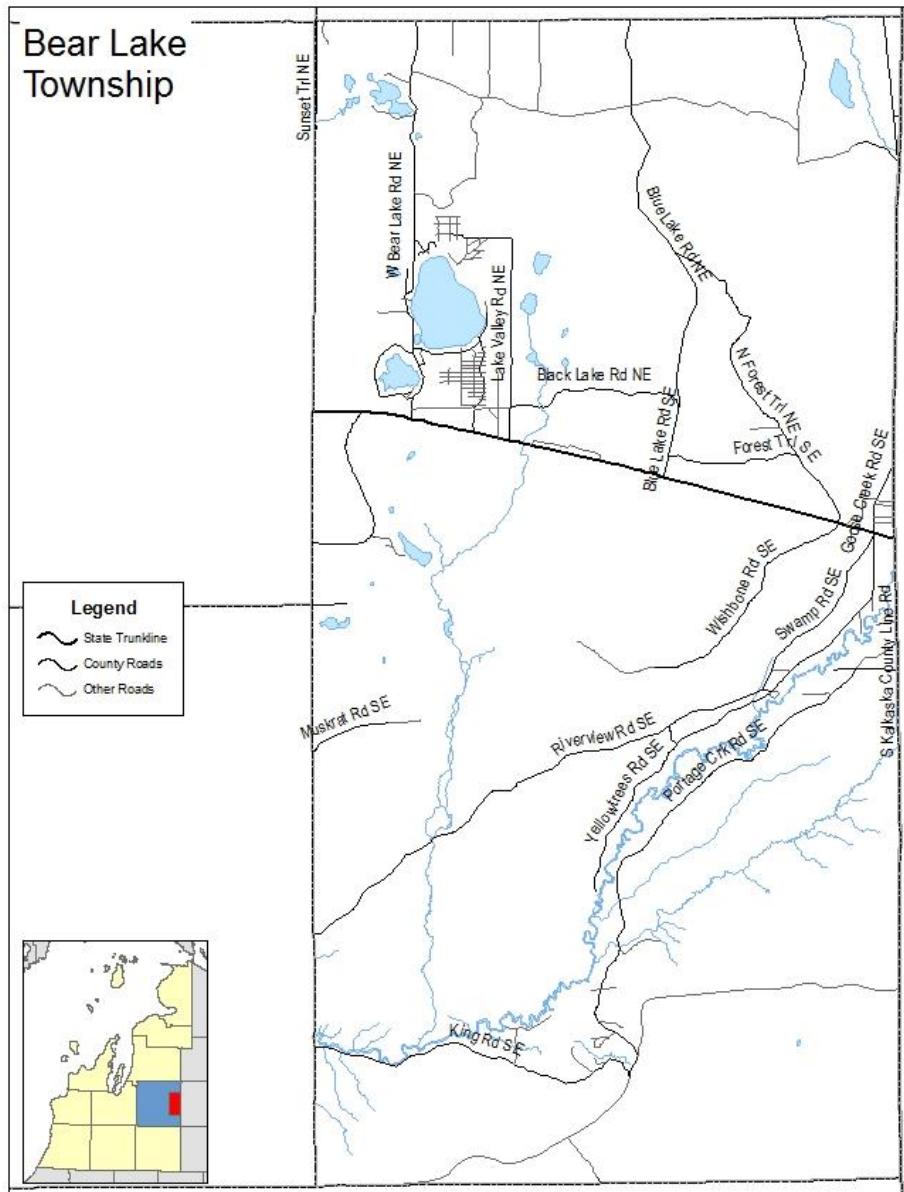 Bear Lake
Township
Sunset Trl NE
W Bear Lake Rd NE
Lake Valley Rd NE
Blue Lake Rd NE
Black Lake Rd NE
N Forest Trl NE
Blue Lake Rd SE
Forest Trl SE
Goose Creek Rd SE
Wishbone Rd SE
Swamp Rd SE
S Kalkaska County Line Rd
Legend
State Trunkline
County Roads
Other Roads
Muskrat Rd SE
Riverview Rd SE
Yellowtrees Rd SE
Portage Crk Rd SE
King Rd SE